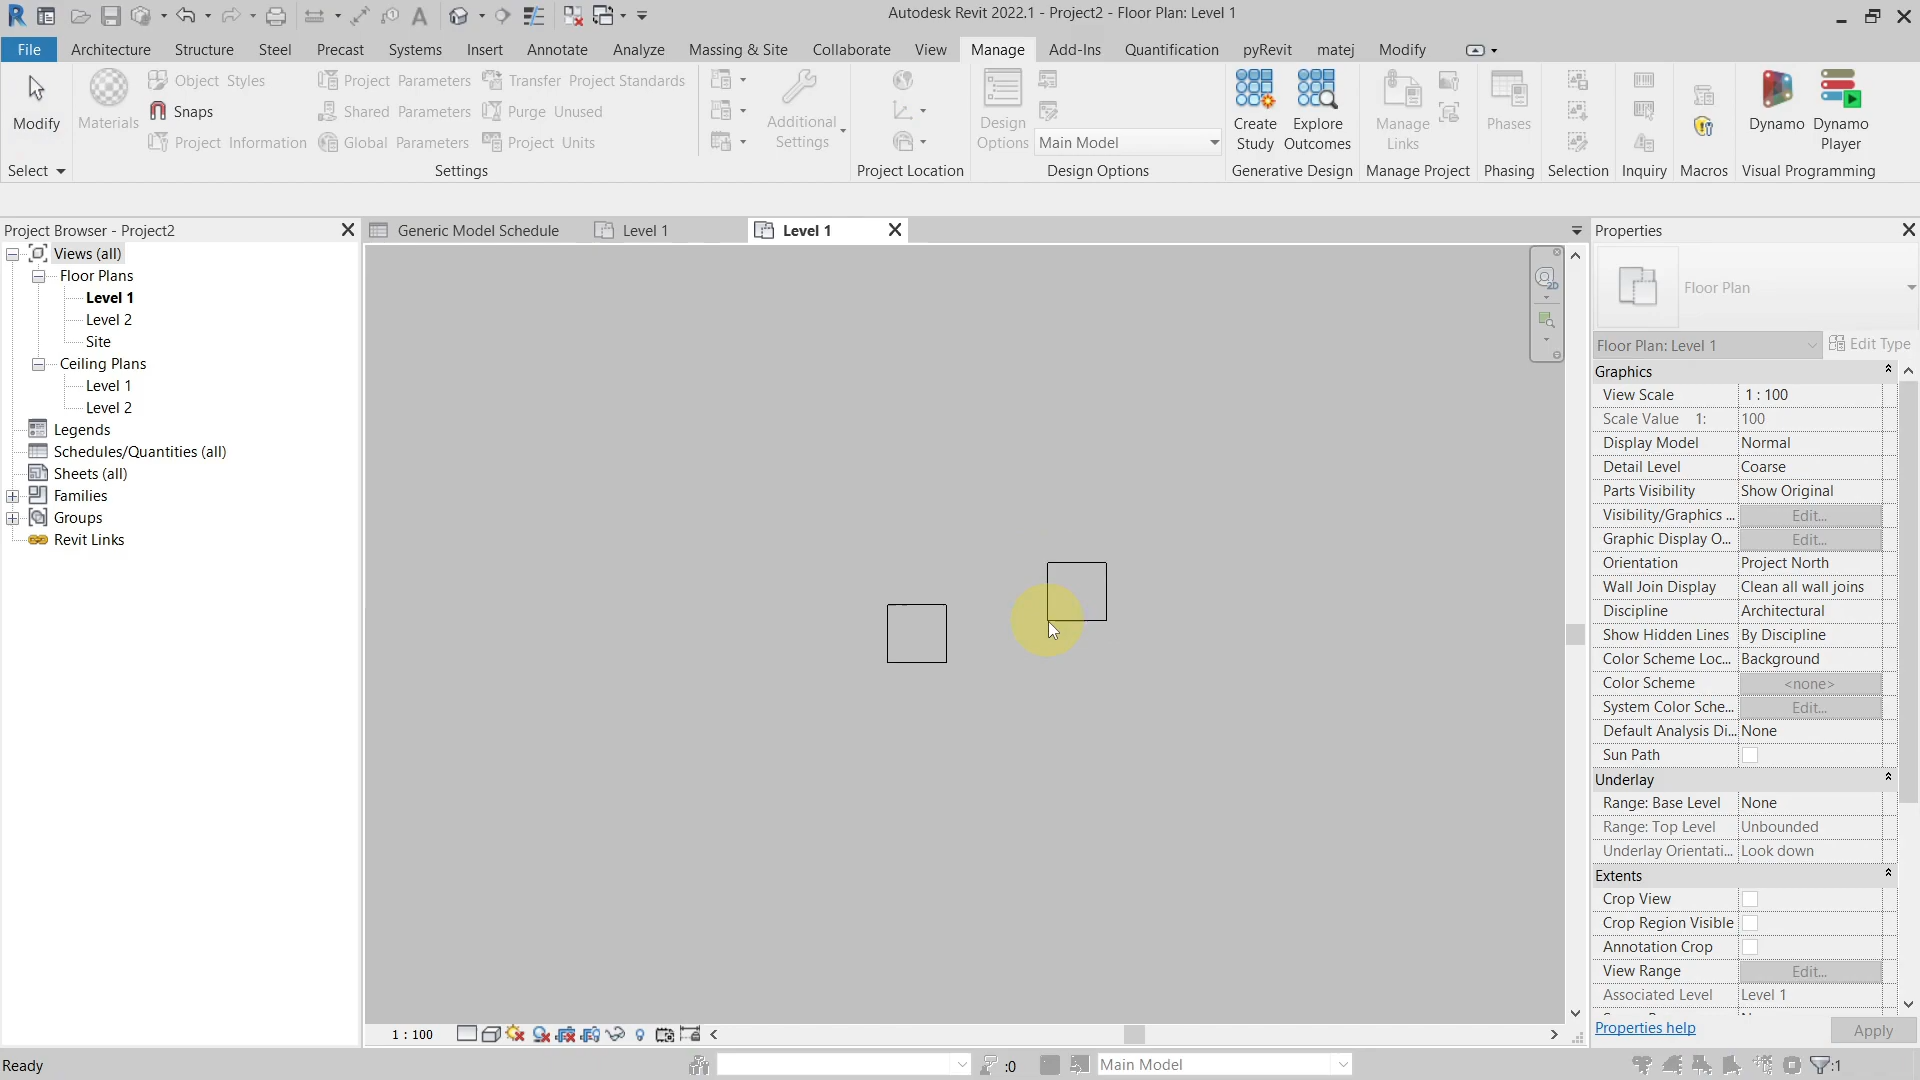 Autodesk Revit 2022.1 - Project2 - Floor Plan: Level 1
File Architecture Structure Steel Precast Systems Insert Annotate Analyze Massing & Site Collaborate View Manage Add-Ins Quantification pyRevit matej Modify
Modify
Materials
Object Styles
Snaps
Project Information
Project Parameters
Shared Parameters
Global Parameters
Transfer Project Standards
Purge Unused
Project Units
Additional Settings
Design Options
Main Model
Create Study
Explore Outcomes
Manage Links
Phases
Dynamo
Dynamo Player
Select Settings Project Location Design Options Generative Design Manage Project Phasing Selection Inquiry Macros Visual Programming
Project Browser - Project2
Views (all)
Floor Plans
Level 1
Level 2
Site
Ceiling Plans
Level 1
Level 2
Legends
Schedules/Quantities (all)
Sheets (all)
Families
Groups
Revit Links
Generic Model Schedule Level 1 Level 1
2D
Properties
Floor Plan
Floor Plan: Level 1 Edit Type
Graphics
View Scale 1 : 100
Scale Value 1: 100
Display Model Normal
Detail Level Coarse
Parts Visibility Show Original
Visibility/Graphics ... Edit...
Graphic Display O... Edit...
Orientation Project North
Wall Join Display Clean all wall joins
Discipline Architectural
Show Hidden Lines By Discipline
Color Scheme Loc... Background
Color Scheme <none>
System Color Sche... Edit...
Default Analysis Di... None
Sun Path
Underlay
Range: Base Level None
Range: Top Level Unbounded
Underlay Orientati... Look down
Extents
Crop View
Crop Region Visible
Annotation Crop
View Range Edit...
Associated Level Level 1
Properties help Apply
1 : 100
Ready :0 Main Model :1